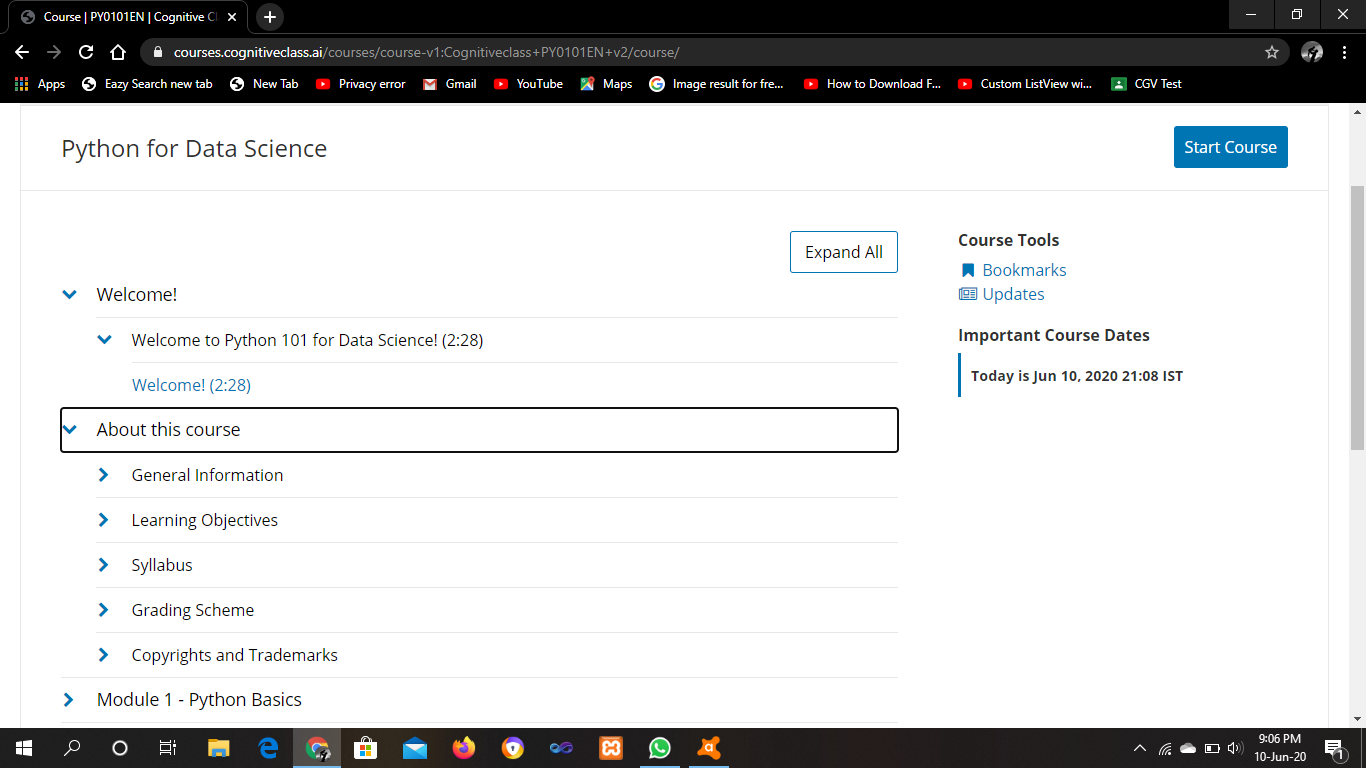 Course | PY0101EN | Cognitive Cl
courses.cognitiveclass.ai/courses/course-v1:Cognitiveclass+PY0101EN+v2/course/
Apps Eazy Search new tab New Tab Privacy error Gmail YouTube Maps Image result for fre... How to Download F... Custom ListView wi... CGV Test
Python for Data Science
Start Course
Expand All
Welcome!
Welcome to Python 101 for Data Science! (2:28)
Welcome! (2:28)
About this course
General Information
Learning Objectives
Syllabus
Grading Scheme
Copyrights and Trademarks
Module 1 - Python Basics
Course Tools
Bookmarks
Updates
Important Course Dates
Today is Jun 10, 2020 21:08 IST
9:06 PM
10-Jun-20
1